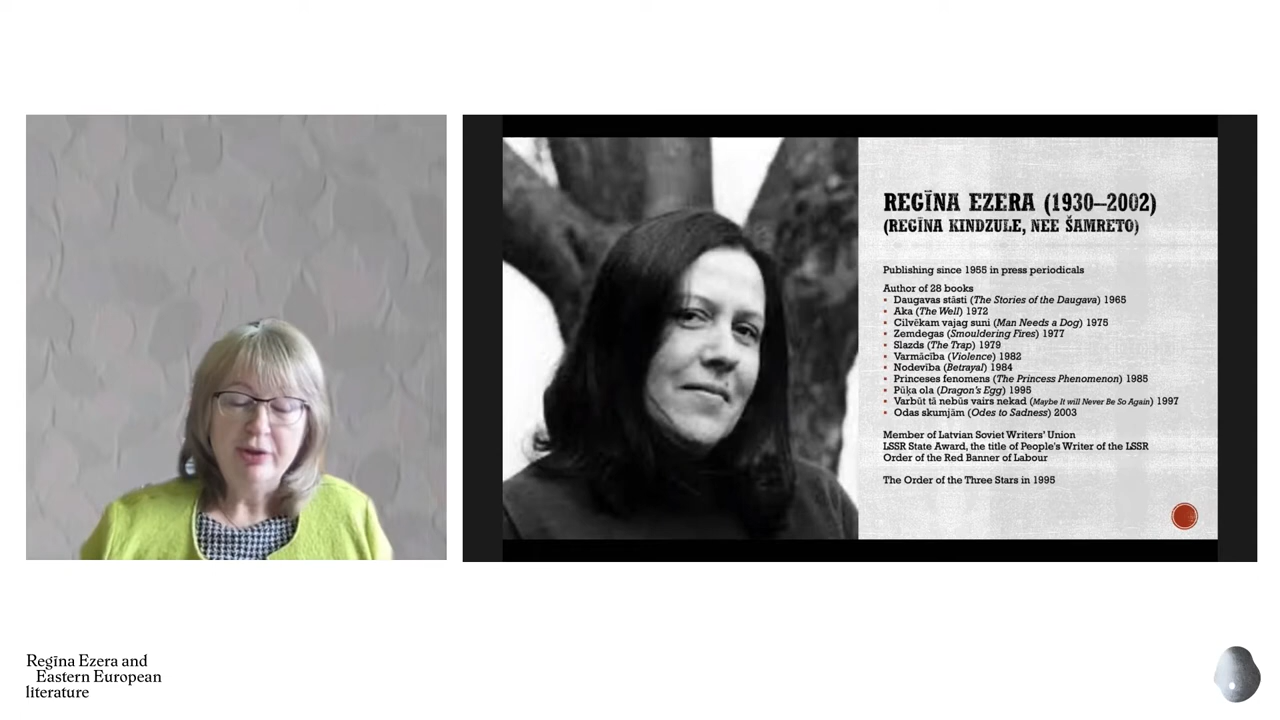 REGĪNA EZERA (1930–2002)
(REGĪNA KINDZULE, NEE ŠAMRETO)
Publishing since 1955 in press periodicals
Author of 28 books
▪ Daugavas stāsti (The Stories of the Daugava) 1965
▪ Aka (The Well) 1972
▪ Cilvēkam vajag suni (Man Needs a Dog) 1975
▪ Zemdegas (Smouldering Fires) 1977
▪ Slazds (The Trap) 1979
▪ Varmācība (Violence) 1982
▪ Nodevība (Betrayal) 1984
▪ Princeses fenomens (The Princess Phenomenon) 1985
▪ Pūķa ola (Dragon's Egg) 1995
▪ Varbūt tā nebūs vairs nekad (Maybe It will Never Be So Again) 1997
▪ Odas skumjām (Odes to Sadness) 2003
Member of Latvian Soviet Writers' Union
LSSR State Award, the title of People's Writer of the LSSR
Order of the Red Banner of Labour
The Order of the Three Stars in 1995
Regīna Ezera and
Eastern European
literature